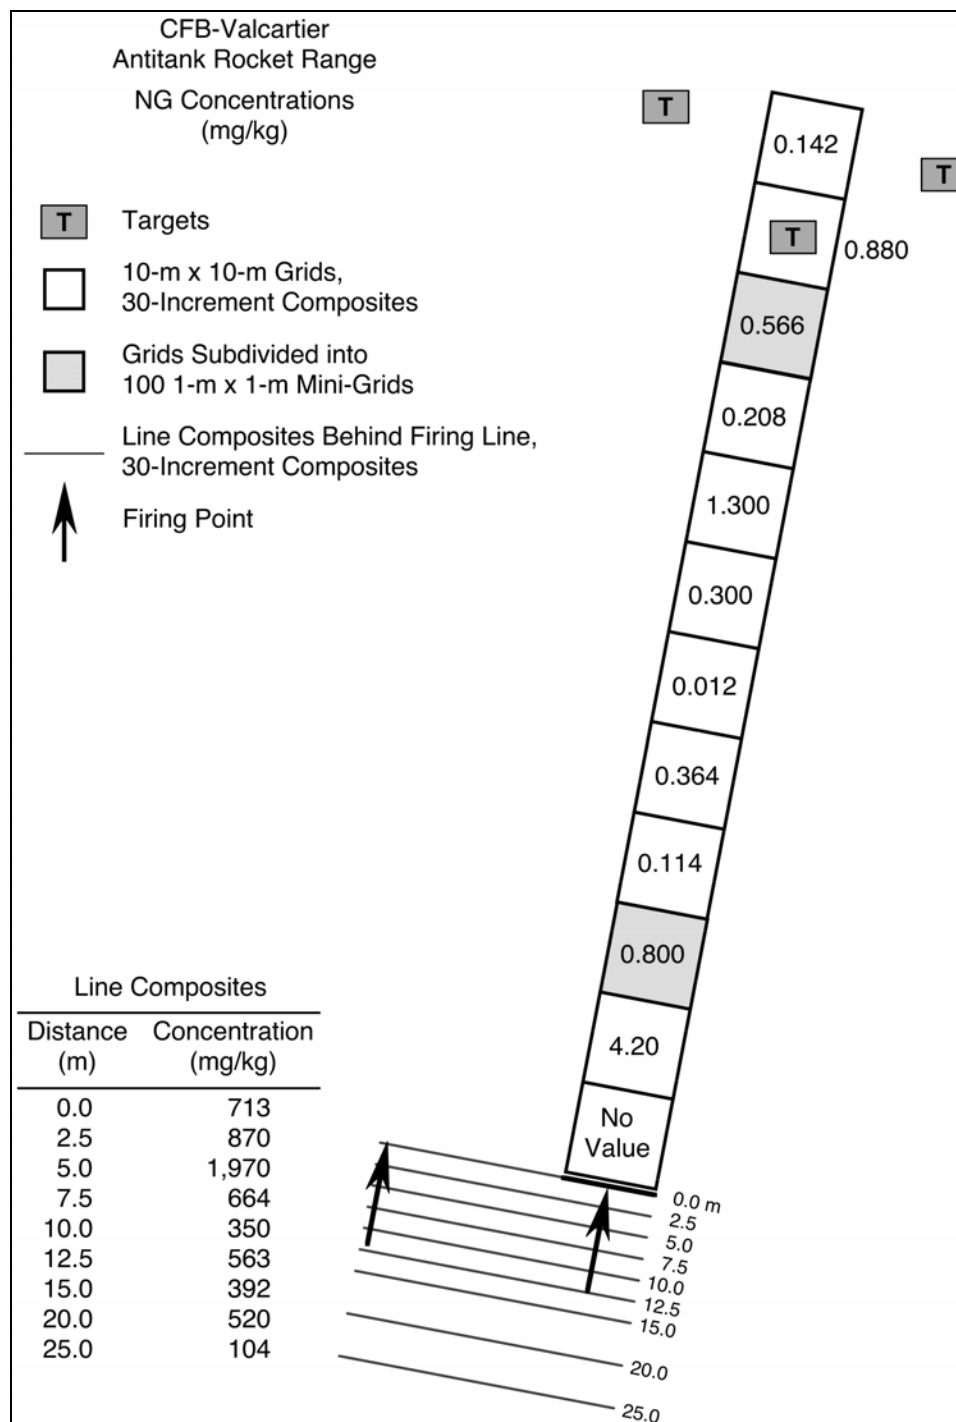 CFB-Valcartier
Antitank Rocket Range
NG Concentrations
(mg/kg)
T
Targets
10-m x 10-m Grids,
30-Increment Composites
Grids Subdivided into
100 1-m x 1-m Mini-Grids
Line Composites Behind Firing Line,
30-Increment Composites
Firing Point
T
T
0.142
T
0.880
0.566
0.208
1.300
0.300
0.012
0.364
0.114
0.800
4.20
No
Value
Line Composites
Distance Concentration
(m) (mg/kg)
0.0 713
2.5 870
5.0 1,970
7.5 664
10.0 350
12.5 563
15.0 392
20.0 520
25.0 104
0.0 m
2.5
5.0
7.5
10.0
12.5
15.0
20.0
25.0